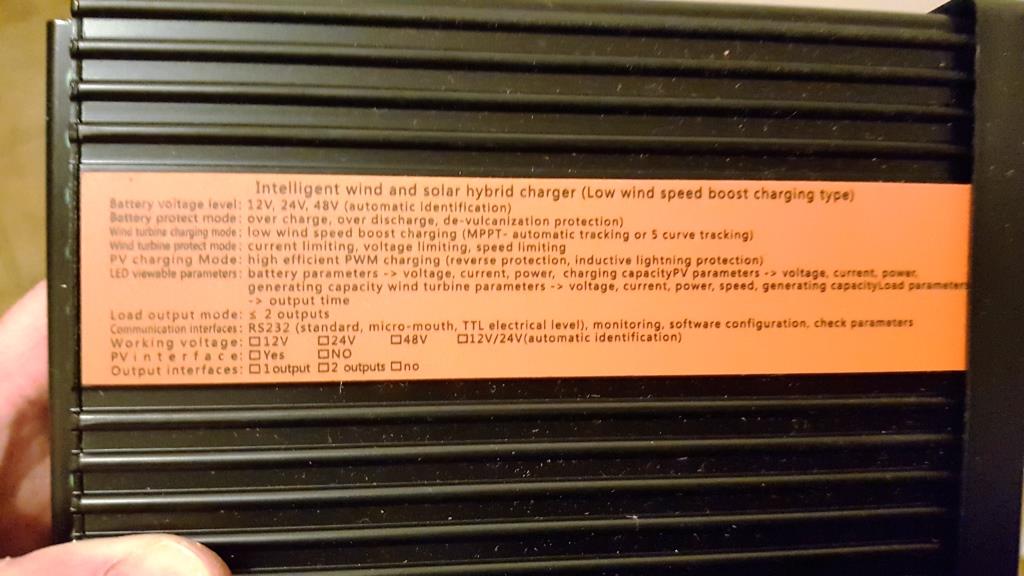 Intelligent wind and solar hybrid charger (Low wind speed boost charging type)
Battery voltage level: 12V, 24V, 48V (automatic identification)
Battery protect mode: over charge, over discharge, de-vulcanization protection)
Wind turbine charging mode: low wind speed boost charging (MPPT- automatic tracking or 5 curve tracking)
Wind turbine protect mode: current limiting, voltage limiting, speed limiting
PV charging Mode: high efficient PWM charging (reverse protection, inductive lightning protection)
LED viewable parameters: battery parameters -> voltage, current, power, charging capacityPV parameters -> voltage, current, power,
generating capacity wind turbine parameters -> voltage, current, power, speed, generating capacityLoad parameters
-> output time
Load output mode: ≤ 2 outputs
Communication interfaces: RS232 (standard, micro-mouth, TTL electrical level), monitoring, software configuration, check parameters
Working voltage: □12V □24V □48V □12V/24V(automatic identification)
PV interface: □Yes □NO
Output interfaces: □1output □2 outputs □no